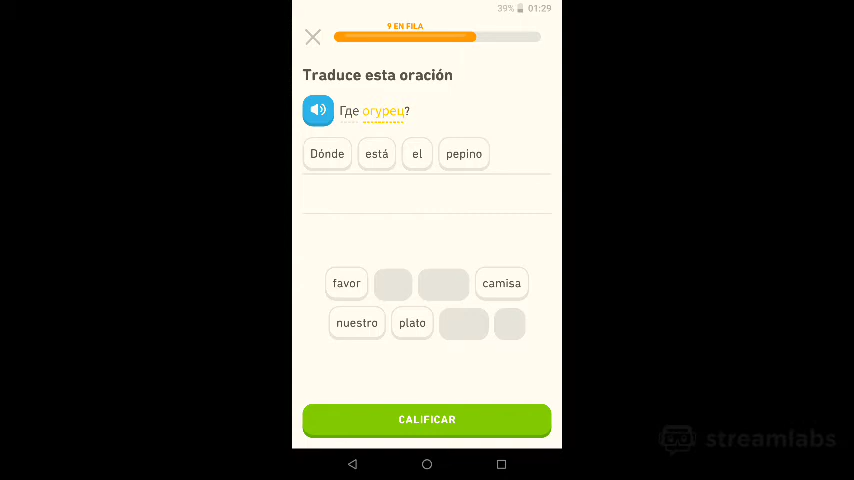 39% 01:29
9 EN FILA
Traduce esta oración
Где огурец?
Dónde está el pepino
favor camisa
nuestro plato
CALIFICAR
streamlabs